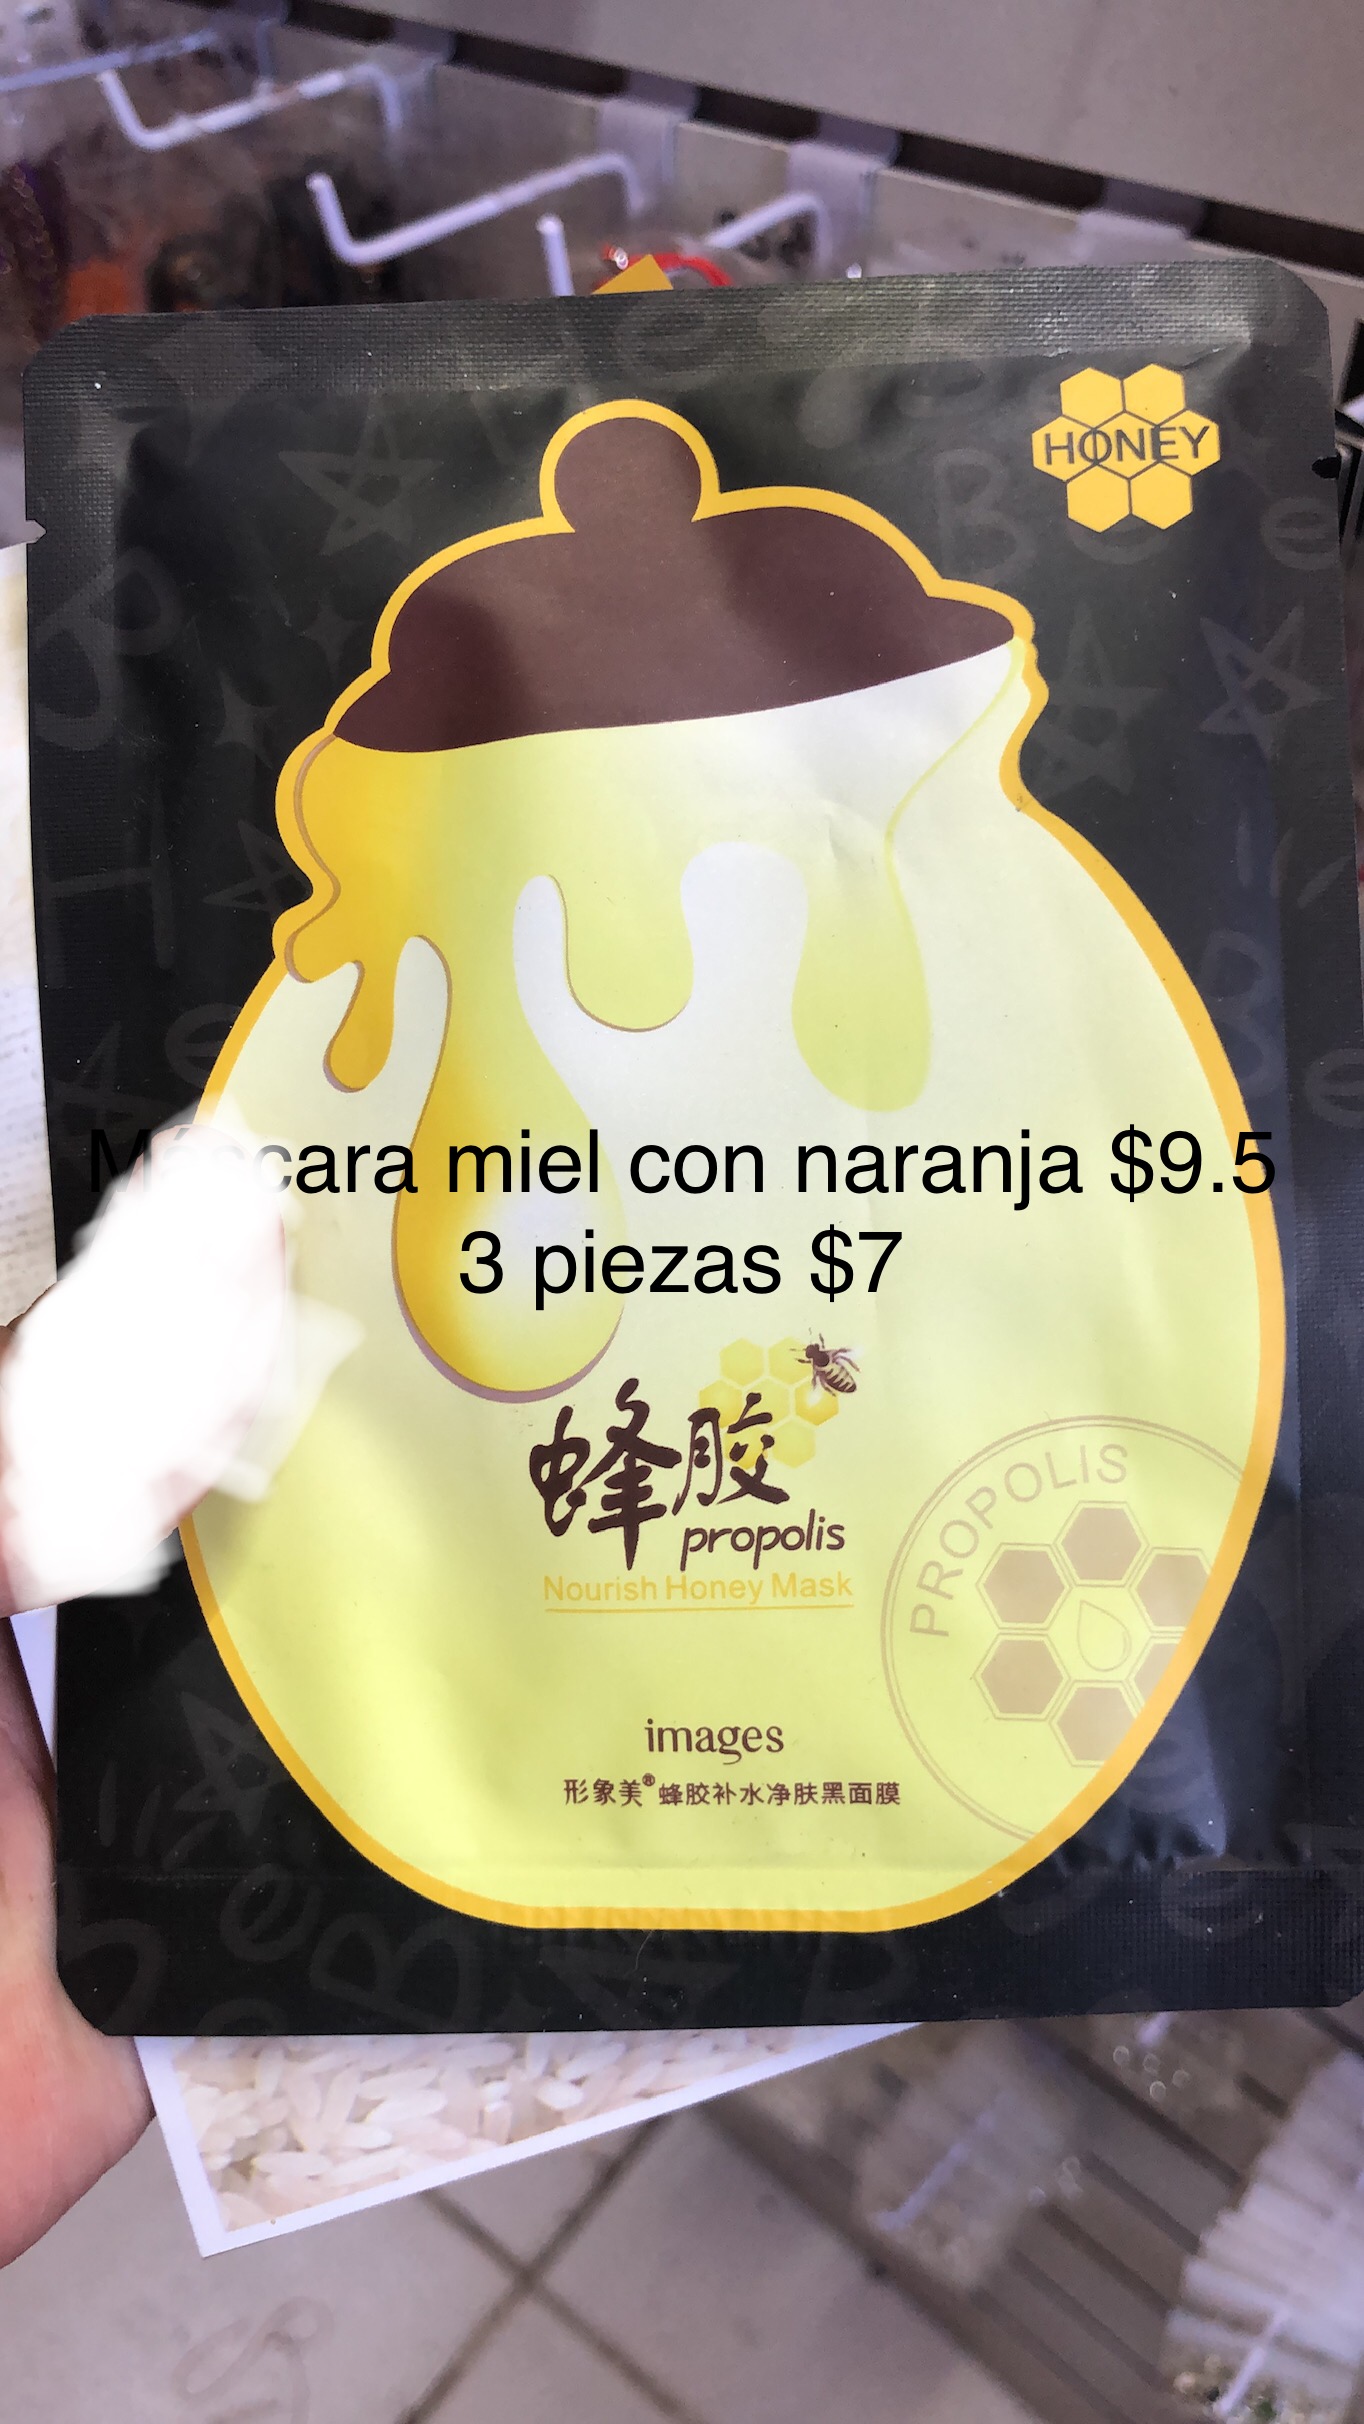 HONEY
Máscara miel con naranja $9.5
3 piezas $7
蜂胶
propolis
Nourish Honey Mask
PROPOLIS
images
形象美® 蜂胶补水净肤黑面膜